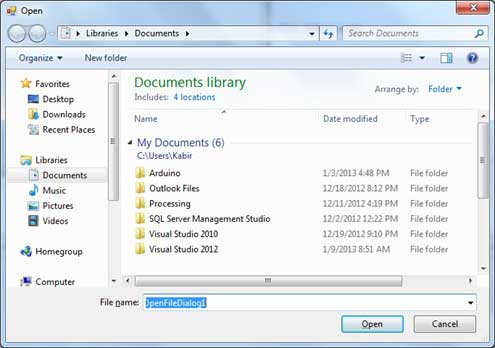 Open
Libraries ▸ Documents ▸
Search Documents
Organize
New folder
Favorites
Desktop
Downloads
Recent Places
Libraries
Documents
Music
Pictures
Videos
Homegroup
Computer
Documents library
Includes: 4 locations
Arrange by: Folder
Name Date modified Type
My Documents (6)
C:\Users\Kabir
Arduino 1/3/2013 4:48 PM File folder
Outlook Files 12/18/2012 8:12 PM File folder
Processing 12/11/2012 4:19 PM File folder
SQL Server Management Studio 12/2/2012 12:22 PM File folder
Visual Studio 2010 12/19/2012 9:10 PM File folder
Visual Studio 2012 1/9/2013 8:51 AM File folder
File name: OpenFileDialog1
Open Cancel